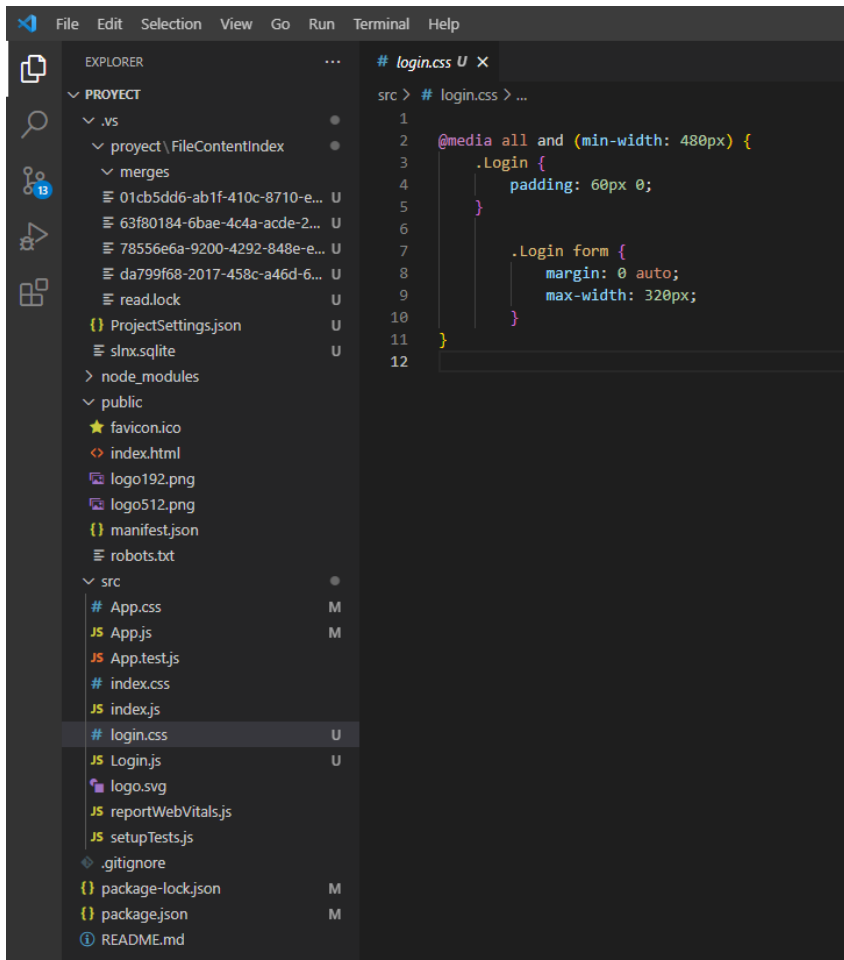 File Edit Selection View Go Run Terminal Help
EXPLORER ...
PROYECT
.vs
proyect\FileContentIndex
merges
01cb5dd6-ab1f-410c-8710-e... U
63f80184-6bae-4c4a-acde-2... U
78556e6a-9200-4292-848e-e... U
da799f68-2017-458c-a46d-6... U
read.lock U
{} ProjectSettings.json U
slnx.sqlite U
node_modules
public
favicon.ico
<> index.html
logo192.png
logo512.png
{} manifest.json
robots.txt
src
# App.css M
JS App.js M
JS App.test.js
# index.css
JS index.js
# login.css U
JS Login.js U
logo.svg
JS reportWebVitals.js
JS setupTests.js
.gitignore
{} package-lock.json M
{} package.json M
README.md
13
# login.css U ×
src > # login.css > ...
1
2 @media all and (min-width: 480px) {
3 .Login {
4 padding: 60px 0;
5 }
6
7 .Login form {
8 margin: 0 auto;
9 max-width: 320px;
10 }
11 }
12